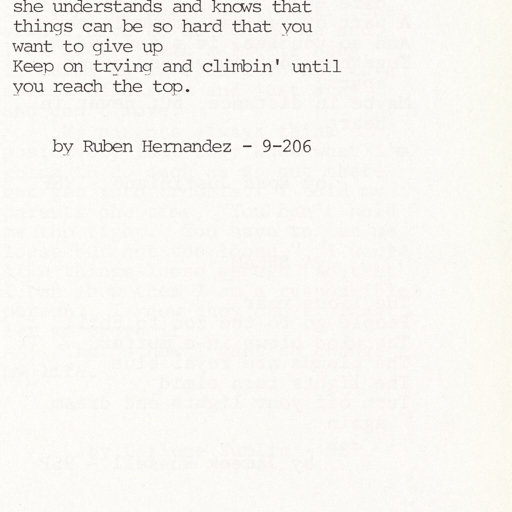 she understands and knows that
things can be so hard that you
want to give up
Keep on trying and climbin' until
you reach the top.
by Ruben Hernandez - 9-206